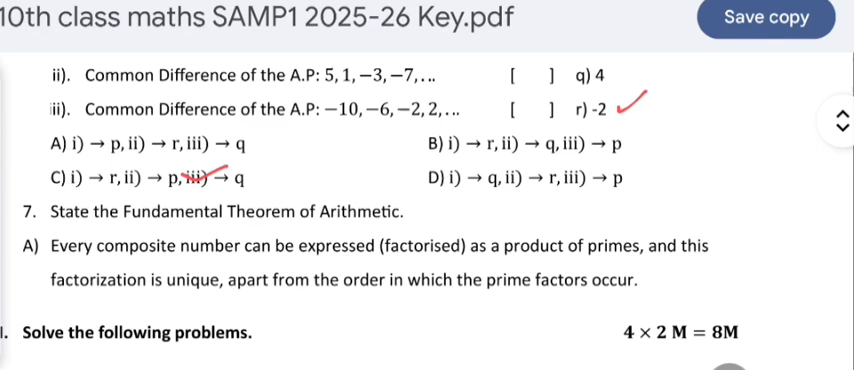 10th class maths SAMP1 2025-26 Key.pdf
Save copy
ii). Common Difference of the A.P: 5, 1, −3, −7, … [ ] q) 4
ii). Common Difference of the A.P: −10, −6, −2, 2, … [ ] r) -2
A) i) → p, ii) → r, iii) → q B) i) → r, ii) → q, iii) → p
C) i) → r, ii) → p, iii) → q D) i) → q, ii) → r, iii) → p
7. State the Fundamental Theorem of Arithmetic.
A) Every composite number can be expressed (factorised) as a product of primes, and this
factorization is unique, apart from the order in which the prime factors occur.
I. Solve the following problems. 4 × 2 M = 8M